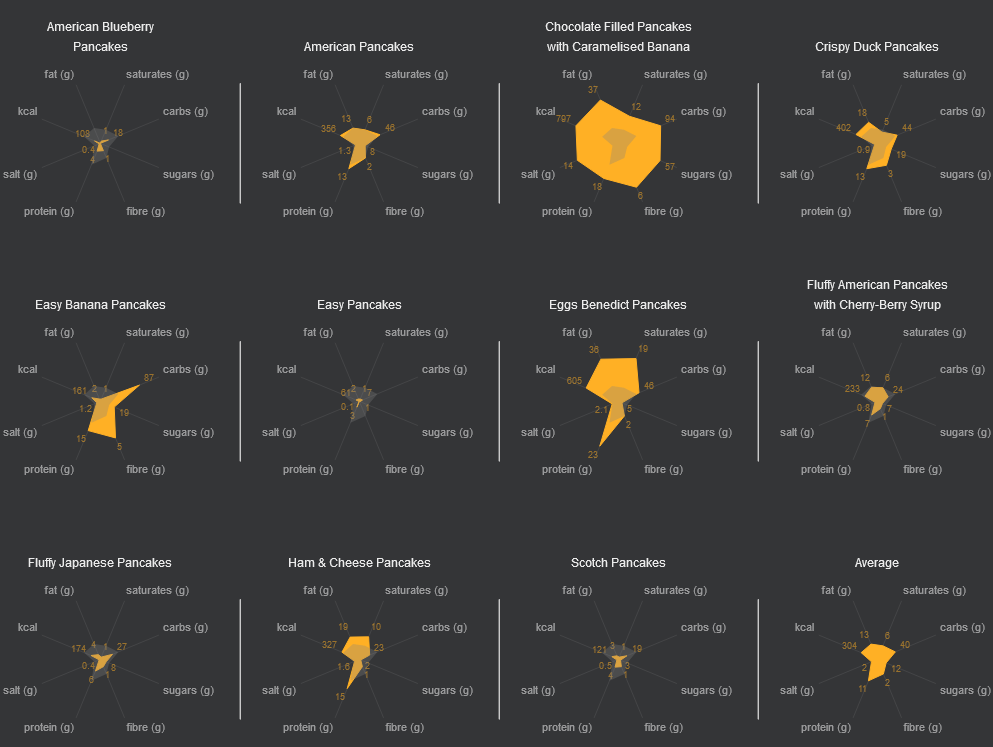 American Blueberry
Pancakes
fat (g) saturates (g)
kcal carbs (g)
108 1 18
0.4
4 1
salt (g) sugars (g)
protein (g) fibre (g)
American Pancakes
fat (g) saturates (g)
kcal carbs (g)
13 6
356 46
1.3 8
13 2
salt (g) sugars (g)
protein (g) fibre (g)
Chocolate Filled Pancakes
with Caramelised Banana
fat (g) saturates (g)
37 12
kcal carbs (g)
797 94
14 57
salt (g) sugars (g)
18 6
protein (g) fibre (g)
Crispy Duck Pancakes
fat (g) saturates (g)
kcal carbs (g)
18 5
402 44
0.9 19
13 3
salt (g) sugars (g)
protein (g) fibre (g)
Easy Banana Pancakes
fat (g) saturates (g)
kcal carbs (g)
87
161 2 1
1.2 19
salt (g) sugars (g)
15 5
protein (g) fibre (g)
Easy Pancakes
fat (g) saturates (g)
kcal carbs (g)
61 2 1 7
0.1 1
3
salt (g) sugars (g)
protein (g) fibre (g)
Eggs Benedict Pancakes
fat (g) saturates (g)
36 19
kcal carbs (g)
605 46
2.1 5
2
salt (g) sugars (g)
23
protein (g) fibre (g)
Fluffy American Pancakes
with Cherry-Berry Syrup
fat (g) saturates (g)
kcal carbs (g)
12 6
233 24
0.8 7
7 1
salt (g) sugars (g)
protein (g) fibre (g)
Fluffy Japanese Pancakes
fat (g) saturates (g)
kcal carbs (g)
174 4 1 27
0.4 8
6 1
salt (g) sugars (g)
protein (g) fibre (g)
Ham & Cheese Pancakes
fat (g) saturates (g)
kcal carbs (g)
19 10
327 23
1.6 2
1
salt (g) sugars (g)
15
protein (g) fibre (g)
Scotch Pancakes
fat (g) saturates (g)
kcal carbs (g)
121 3 1 19
0.5 3
4 1
salt (g) sugars (g)
protein (g) fibre (g)
Average
fat (g) saturates (g)
kcal carbs (g)
13 6
304 40
2 12
11 2
salt (g) sugars (g)
protein (g) fibre (g)